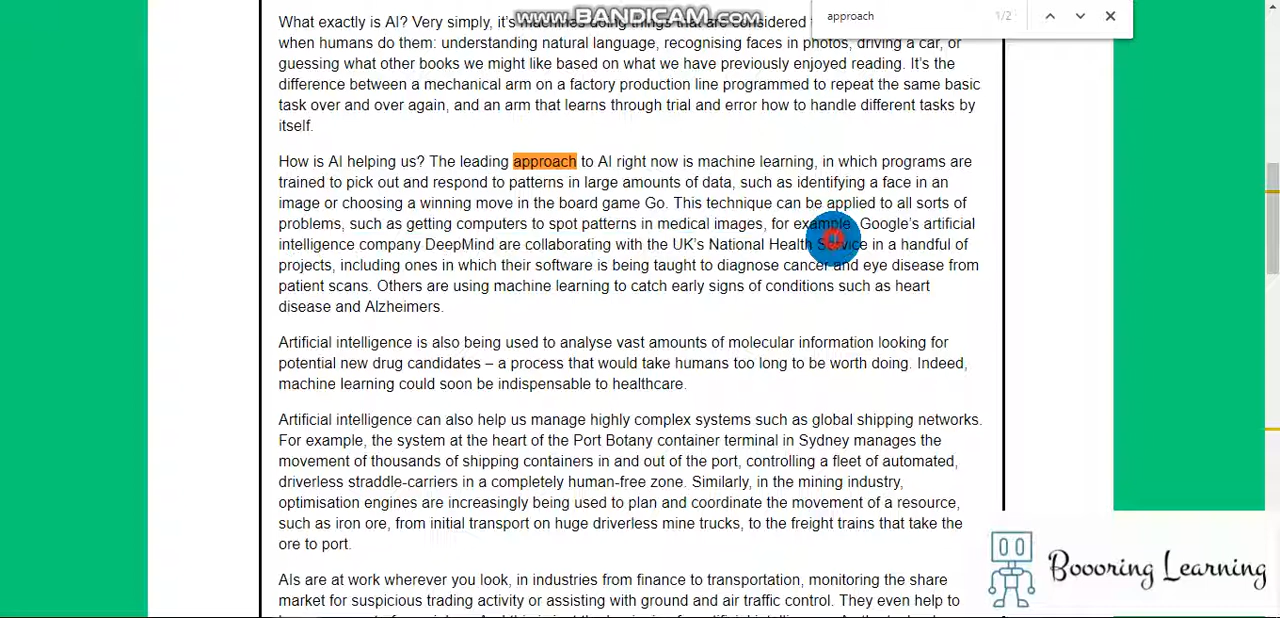 www.BANDICAM.com
approach
1/2
What exactly is AI? Very simply, it's machines doing things that are considered
when humans do them: understanding natural language, recognising faces in photos, driving a car, or
guessing what other books we might like based on what we have previously enjoyed reading. It's the
difference between a mechanical arm on a factory production line programmed to repeat the same basic
task over and over again, and an arm that learns through trial and error how to handle different tasks by
itself.
How is AI helping us? The leading approach to AI right now is machine learning, in which programs are
trained to pick out and respond to patterns in large amounts of data, such as identifying a face in an
image or choosing a winning move in the board game Go. This technique can be applied to all sorts of
problems, such as getting computers to spot patterns in medical images, for example. Google's artificial
intelligence company DeepMind are collaborating with the UK's National Health Service in a handful of
projects, including ones in which their software is being taught to diagnose cancer and eye disease from
patient scans. Others are using machine learning to catch early signs of conditions such as heart
disease and Alzheimers.
Artificial intelligence is also being used to analyse vast amounts of molecular information looking for
potential new drug candidates – a process that would take humans too long to be worth doing. Indeed,
machine learning could soon be indispensable to healthcare.
Artificial intelligence can also help us manage highly complex systems such as global shipping networks.
For example, the system at the heart of the Port Botany container terminal in Sydney manages the
movement of thousands of shipping containers in and out of the port, controlling a fleet of automated,
driverless straddle-carriers in a completely human-free zone. Similarly, in the mining industry,
optimisation engines are increasingly being used to plan and coordinate the movement of a resource,
such as iron ore, from initial transport on huge driverless mine trucks, to the freight trains that take the
ore to port.
AIs are at work wherever you look, in industries from finance to transportation, monitoring the share
market for suspicious trading activity or assisting with ground and air traffic control. They even help to
Boooring Learning